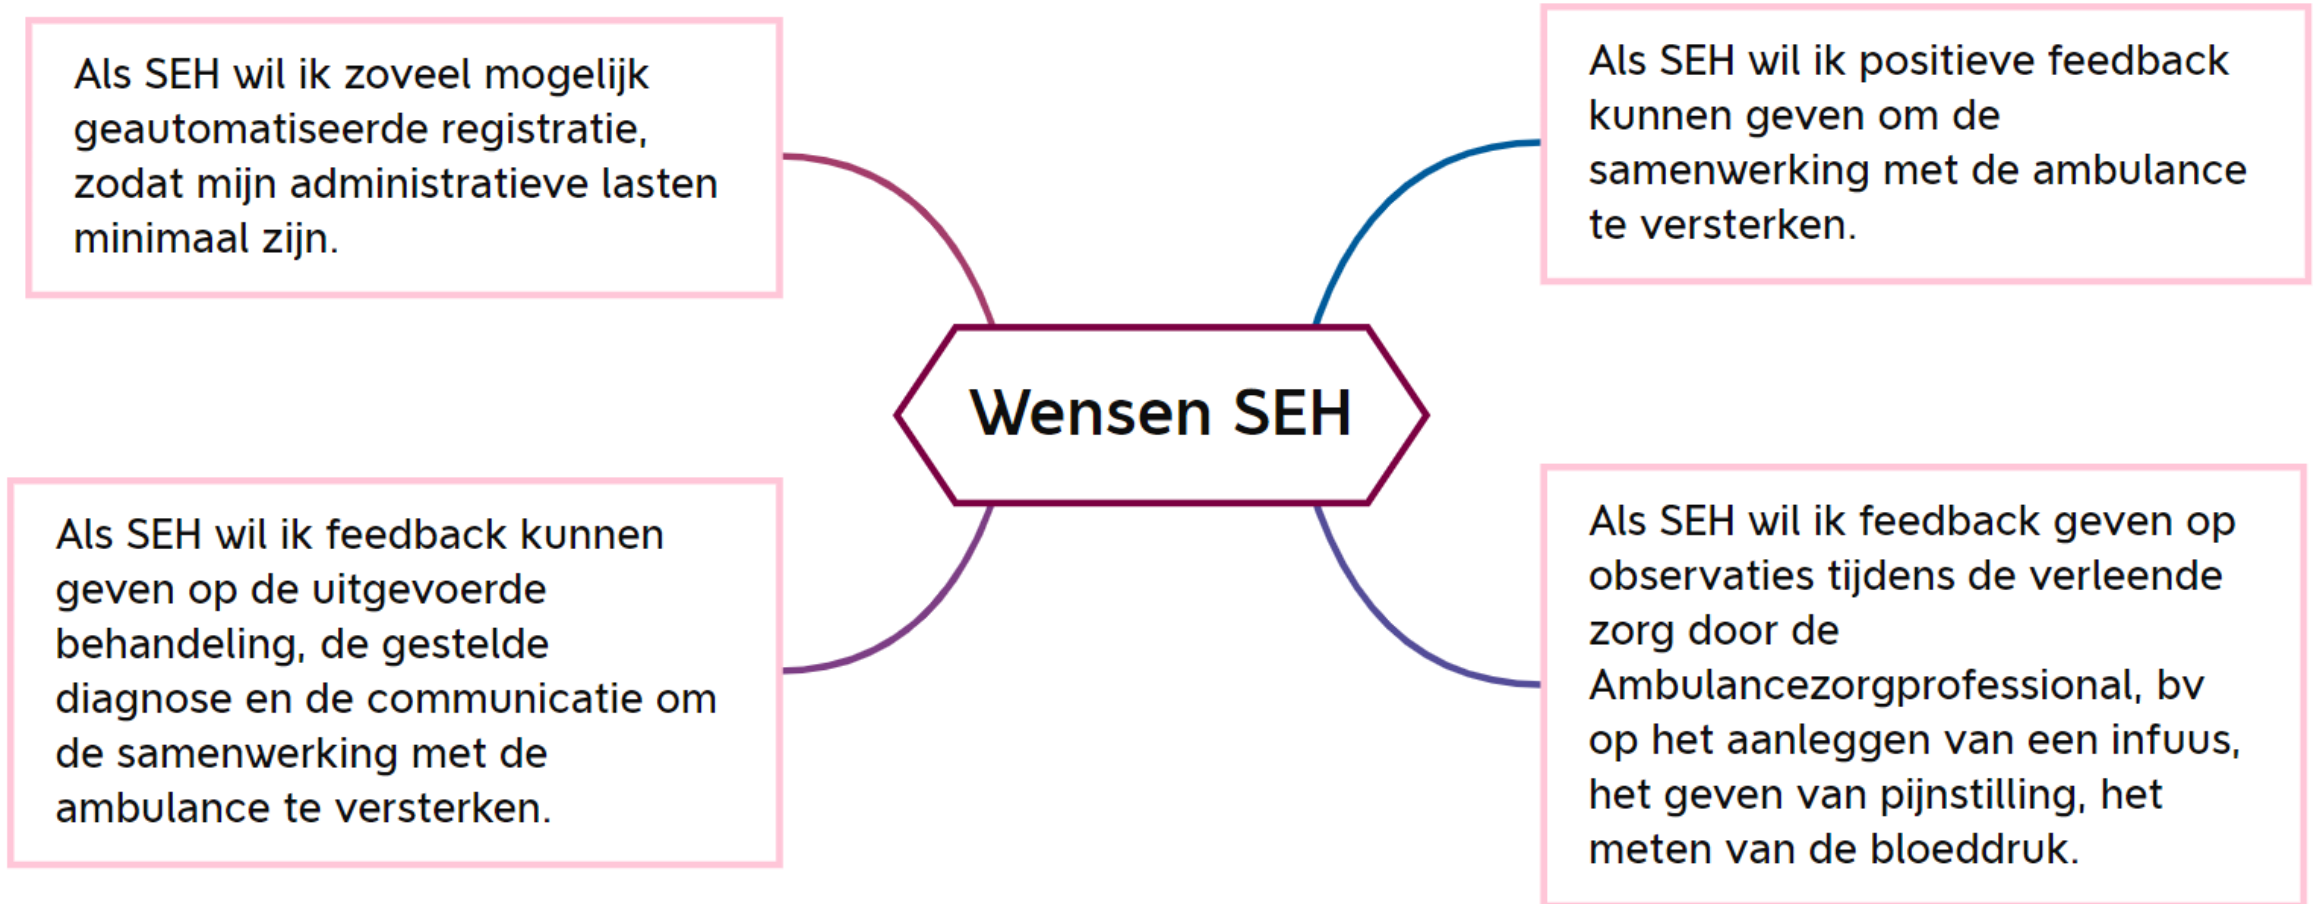 Als SEH wil ik zoveel mogelijk
geautomatiseerde registratie,
zodat mijn administratieve lasten
minimaal zijn.
Als SEH wil ik positieve feedback
kunnen geven om de
samenwerking met de ambulance
te versterken.
Wensen SEH
Als SEH wil ik feedback kunnen
geven op de uitgevoerde
behandeling, de gestelde
diagnose en de communicatie om
de samenwerking met de
ambulance te versterken.
Als SEH wil ik feedback geven op
observaties tijdens de verleende
zorg door de
Ambulancezorgprofessional, bv
op het aanleggen van een infuus,
het geven van pijnstilling, het
meten van de bloeddruk.